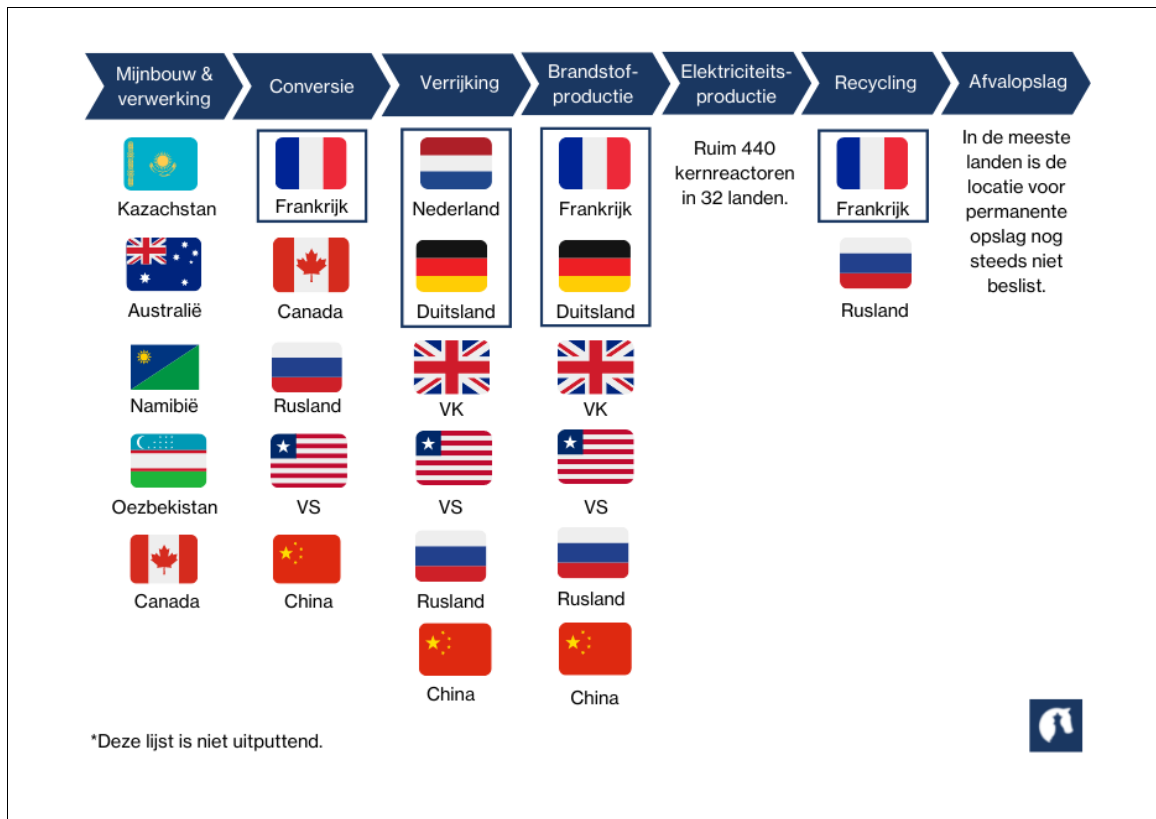 Mijnbouw &
verwerking
Conversie
Verrijking
Brandstof-
productie
Elektriciteits-
productie
Recycling
Afvalopslag
Kazachstan
Australië
Namibië
Oezbekistan
Canada
Frankrijk
Canada
Rusland
VS
China
Nederland
Duitsland
VK
VS
Rusland
China
Frankrijk
Duitsland
VK
VS
Rusland
China
Ruim 440
kernreactoren
in 32 landen.
Frankrijk
Rusland
In de meeste
landen is de
locatie voor
permanente
opslag nog
steeds niet
beslist.
*Deze lijst is niet uitputtend.